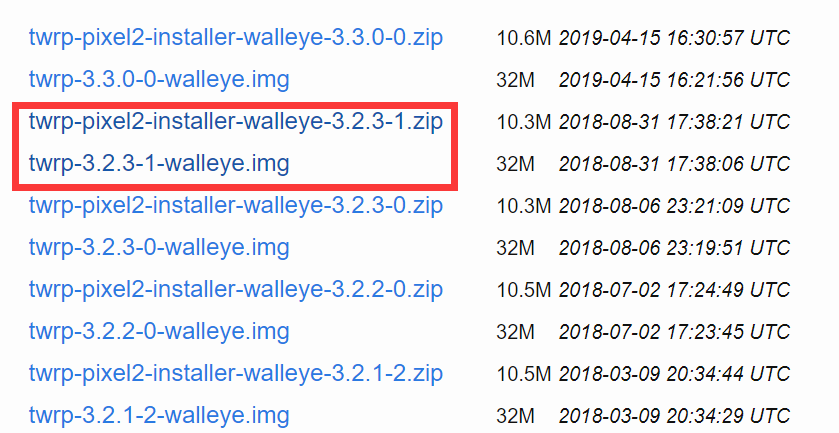 twrp-pixel2-installer-walleye-3.3.0-0.zip 10.6M 2019-04-15 16:30:57 UTC
twrp-3.3.0-0-walleye.img 32M 2019-04-15 16:21:56 UTC
twrp-pixel2-installer-walleye-3.2.3-1.zip 10.3M 2018-08-31 17:38:21 UTC
twrp-3.2.3-1-walleye.img 32M 2018-08-31 17:38:06 UTC
twrp-pixel2-installer-walleye-3.2.3-0.zip 10.3M 2018-08-06 23:21:09 UTC
twrp-3.2.3-0-walleye.img 32M 2018-08-06 23:19:51 UTC
twrp-pixel2-installer-walleye-3.2.2-0.zip 10.5M 2018-07-02 17:24:49 UTC
twrp-3.2.2-0-walleye.img 32M 2018-07-02 17:23:45 UTC
twrp-pixel2-installer-walleye-3.2.1-2.zip 10.5M 2018-03-09 20:34:44 UTC
twrp-3.2.1-2-walleye.img 32M 2018-03-09 20:34:29 UTC